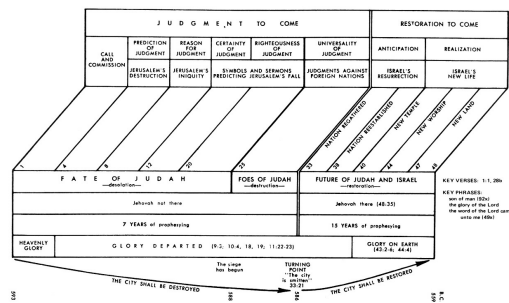 JUDGMENT TO COME
RESTORATION TO COME
CALL
AND
COMMISSION
PREDICTION
OF
JUDGMENT
REASON
FOR
JUDGMENT
CERTAINTY
OF
JUDGMENT
RIGHTEOUSNESS
OF
JUDGMENT
UNIVERSALITY
OF
JUDGMENT
ANTICIPATION
REALIZATION
JERUSALEM'S
DESTRUCTION
JERUSALEM'S
INIQUITY
SYMBOLS AND SERMONS
PREDICTING JERUSALEM'S FALL
JUDGMENTS AGAINST
FOREIGN NATIONS
ISRAEL'S
RESURRECTION
ISRAEL'S
NEW LIFE
NATION REGATHERED
NATION REESTABLISHED
NEW TEMPLE
NEW WORSHIP
NEW LAND
1
4
8
12
20
25
33
38
40
44
47
48
FATE OF JUDAH
—desolation—
FOES OF JUDAH
—destruction—
FUTURE OF JUDAH AND ISRAEL
—restoration—
Jehovah not there
Jehovah there (48:35)
7 YEARS of prophesying
15 YEARS of prophesying
HEAVENLY
GLORY
GLORY DEPARTED (9:3; 10:4, 18, 19; 11:22-23)
GLORY ON EARTH
(43:2-6; 44:4)
KEY VERSES: 1:1, 28b
KEY PHRASES:
son of man (92x)
the glory of the Lord
the word of the Lord cam
unto me (49x)
The siege
has begun
TURNING
POINT
"The city
is smitten"
33:21
THE CITY SHALL BE DESTROYED
THE CITY SHALL BE RESTORED
593
588
586
B.C.